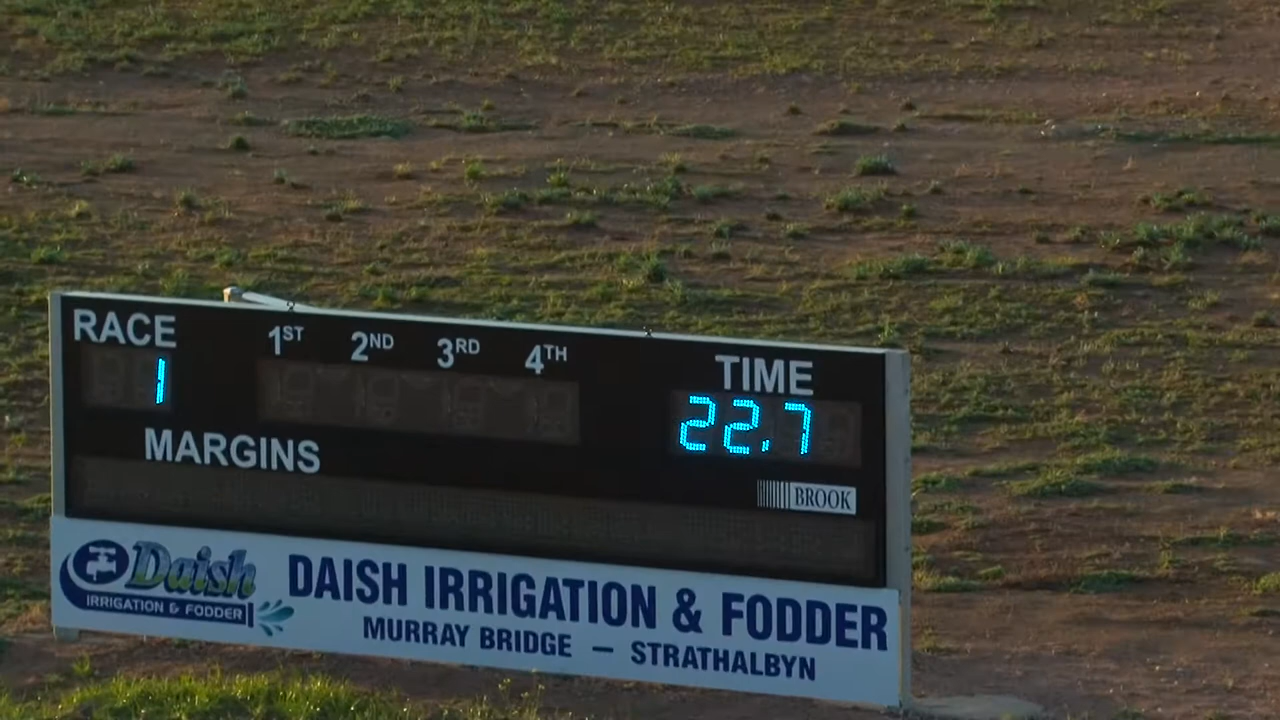 RACE 1ST 2ND 3RD 4TH TIME
1 22.7
MARGINS
BROOK
Daish
IRRIGATION & FODDER
DAISH IRRIGATION & FODDER
MURRAY BRIDGE — STRATHALBYN